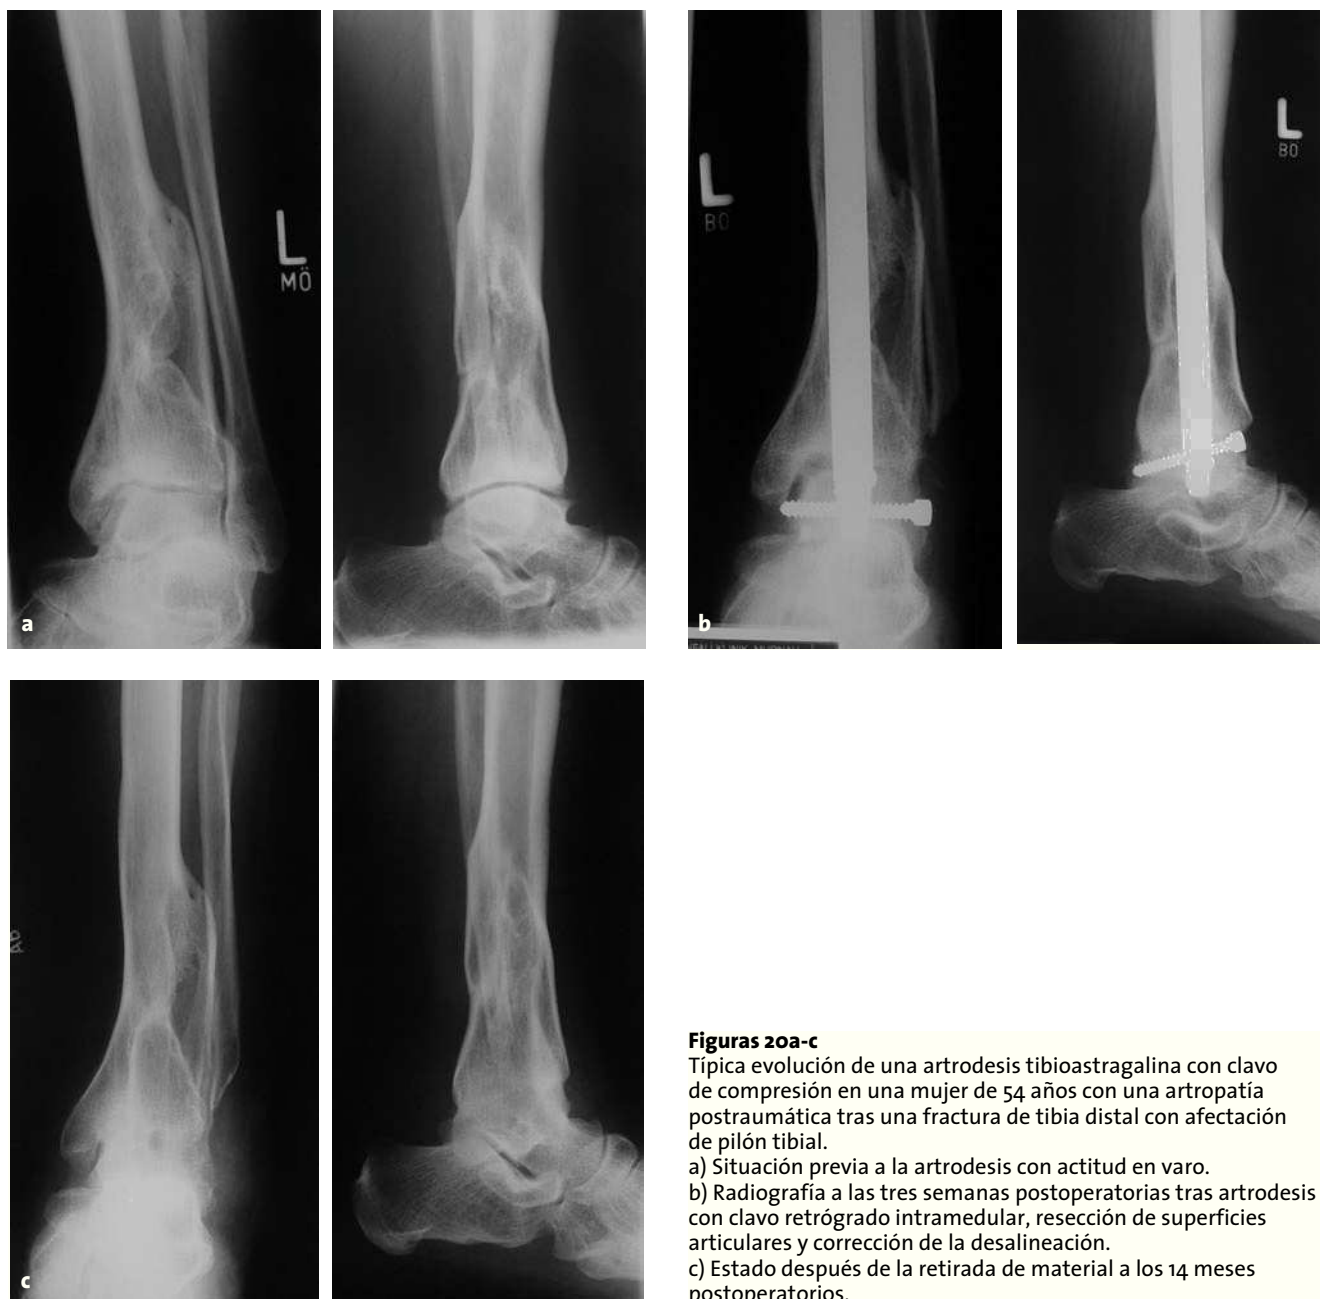 L
MÖ
a
L
BO
b
L
BO
AP
c
Figuras 20a-c
Típica evolución de una artrodesis tibioastragalina con clavo
de compresión en una mujer de 54 años con una artropatía
postraumática tras una fractura de tibia distal con afectación
de pilón tibial.
a) Situación previa a la artrodesis con actitud en varo.
b) Radiografía a las tres semanas postoperatorias tras artrodesis
con clavo retrógrado intramedular, resección de superficies
articulares y corrección de la desalineación.
c) Estado después de la retirada de material a los 14 meses
postoperatorios.